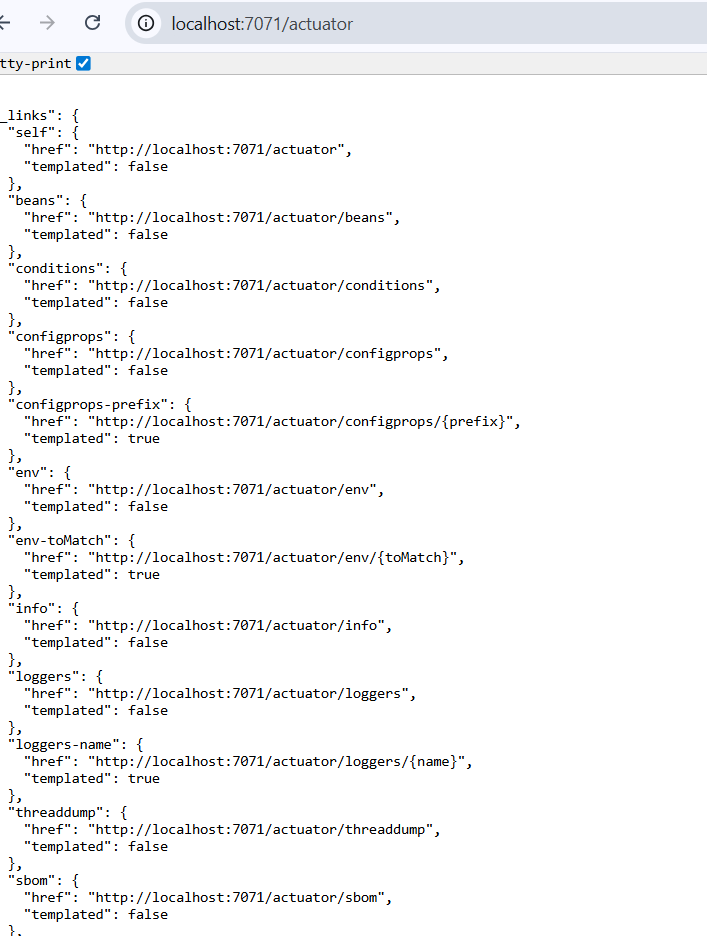 localhost:7071/actuator
tty-print
_links": {
"self": {
"href": "http://localhost:7071/actuator",
"templated": false
},
"beans": {
"href": "http://localhost:7071/actuator/beans",
"templated": false
},
"conditions": {
"href": "http://localhost:7071/actuator/conditions",
"templated": false
},
"configprops": {
"href": "http://localhost:7071/actuator/configprops",
"templated": false
},
"configprops-prefix": {
"href": "http://localhost:7071/actuator/configprops/{prefix}",
"templated": true
},
"env": {
"href": "http://localhost:7071/actuator/env",
"templated": false
},
"env-toMatch": {
"href": "http://localhost:7071/actuator/env/{toMatch}",
"templated": true
},
"info": {
"href": "http://localhost:7071/actuator/info",
"templated": false
},
"loggers": {
"href": "http://localhost:7071/actuator/loggers",
"templated": false
},
"loggers-name": {
"href": "http://localhost:7071/actuator/loggers/{name}",
"templated": true
},
"threaddump": {
"href": "http://localhost:7071/actuator/threaddump",
"templated": false
},
"sbom": {
"href": "http://localhost:7071/actuator/sbom",
"templated": false
},